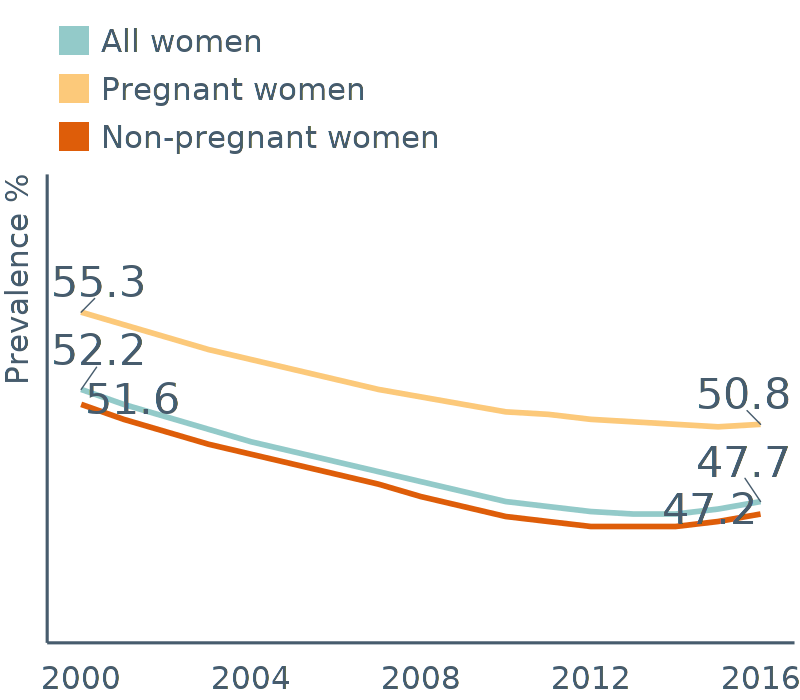 All women
Pregnant women
Non-pregnant women
Prevalence %
55.3
52.2
51.6
50.8
47.7
47.2
2000 2004 2008 2012 2016